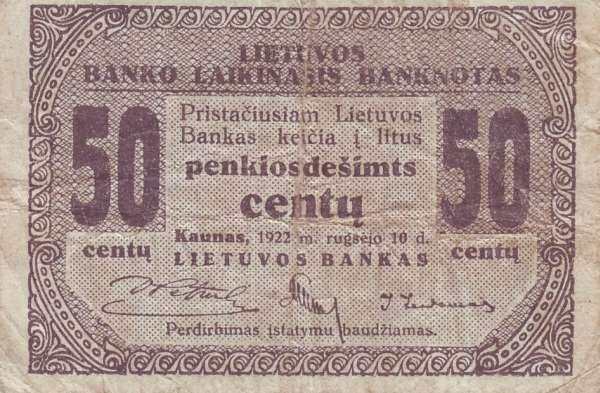 LIETUVOS
BANKO LAIKINASIS BANKNOTAS
50
Pristačiusiam Lietuvos
Bankas keičia į litus
penkiosdešimts
centų
50
centų
Kaunas, 1922 m. rugsėjo 10 d.
centų
LIETUVOS BANKAS
Perdirbimas įstatymu baudžiamas.